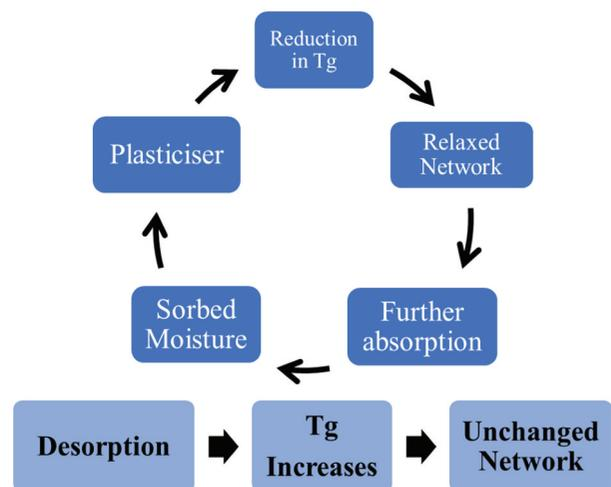 Reduction
in Tg
Plasticiser
Relaxed
Network
Sorbed
Moisture
Further
absorption
Desorption
Tg
Increases
Unchanged
Network